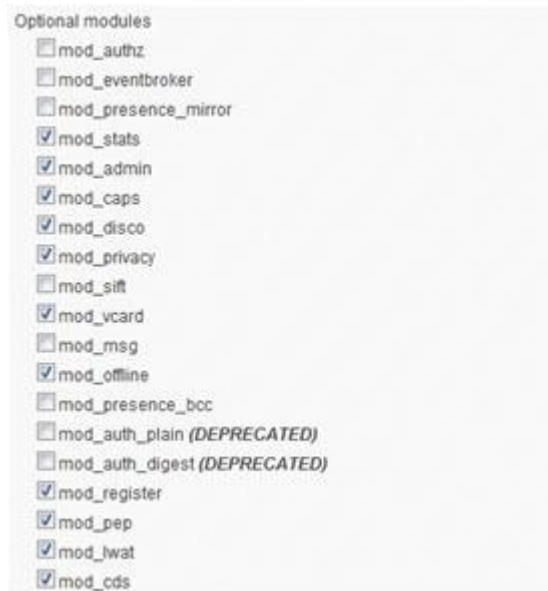 Optional modules
mod_authz
mod_eventbroker
mod_presence_mirror
mod_stats
mod_admin
mod_caps
mod_disco
mod_privacy
mod_sift
mod_vcard
mod_msg
mod_offline
mod_presence_bcc
mod_auth_plain (DEPRECATED)
mod_auth_digest (DEPRECATED)
mod_register
mod_pep
mod_lwat
mod_cds